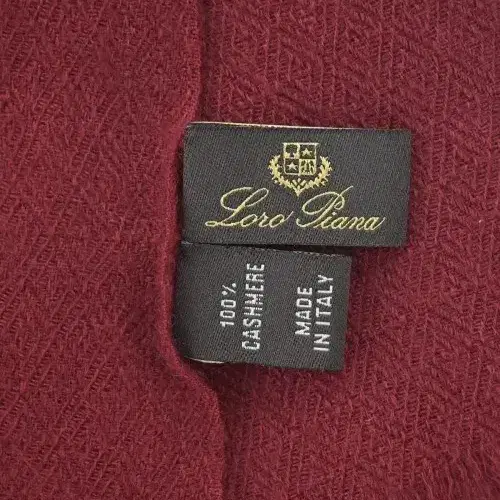 Loro Piana
100%
CASHMERE
MADE
IN ITALY